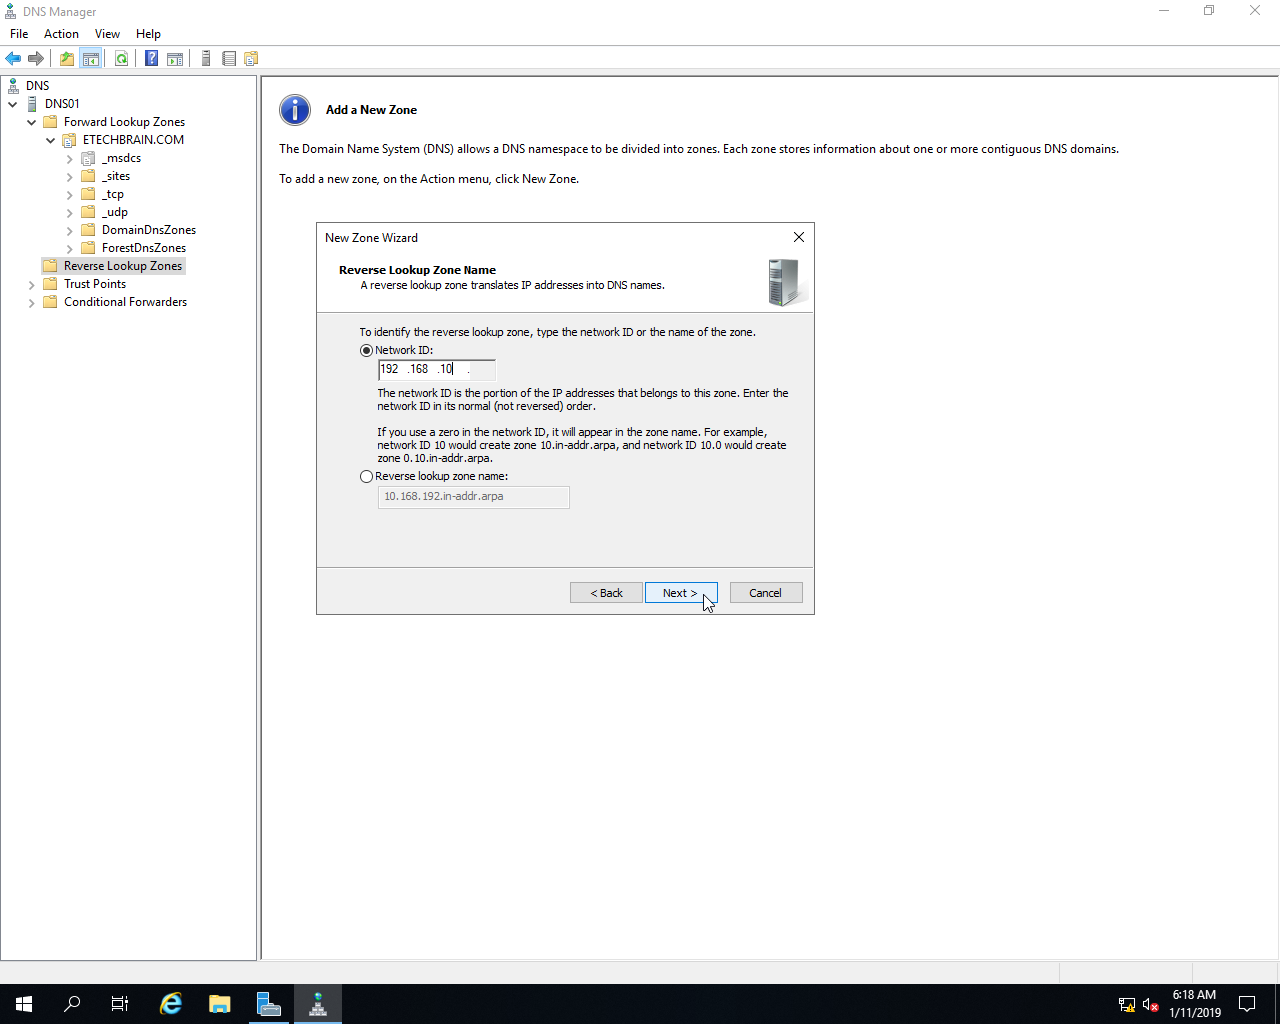 DNS Manager
File Action View Help
DNS
DNS01
Forward Lookup Zones
ETECHBRAIN.COM
_msdcs
_sites
_tcp
_udp
DomainDnsZones
ForestDnsZones
Reverse Lookup Zones
Trust Points
Conditional Forwarders
Add a New Zone
The Domain Name System (DNS) allows a DNS namespace to be divided into zones. Each zone stores information about one or more contiguous DNS domains.
To add a new zone, on the Action menu, click New Zone.
New Zone Wizard
Reverse Lookup Zone Name
A reverse lookup zone translates IP addresses into DNS names.
To identify the reverse lookup zone, type the network ID or the name of the zone.
Network ID:
192 .168 .10 .
The network ID is the portion of the IP addresses that belongs to this zone. Enter the
network ID in its normal (not reversed) order.
If you use a zero in the network ID, it will appear in the zone name. For example,
network ID 10 would create zone 10.in-addr.arpa, and network ID 10.0 would create
zone 0.10.in-addr.arpa.
Reverse lookup zone name:
10.168.192.in-addr.arpa
< Back Next > Cancel
6:18 AM
1/11/2019